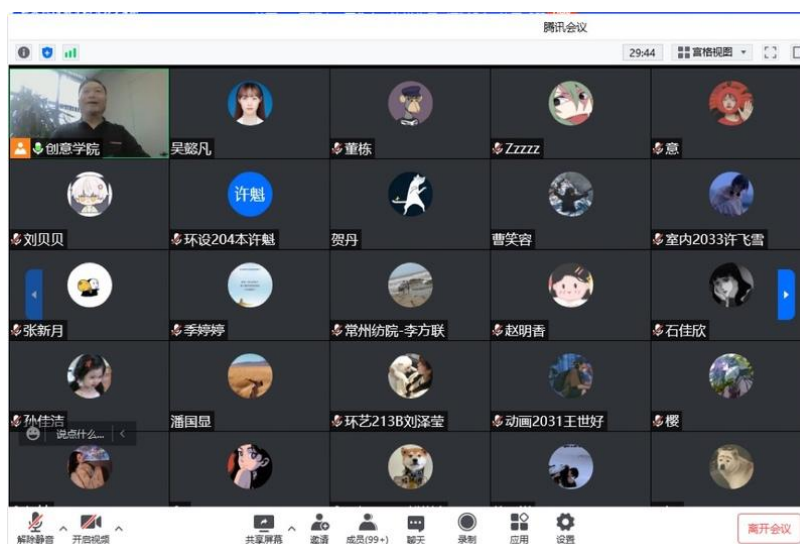 腾讯会议
29:44 宫格视图
创意学院 吴懿凡 董栋 Zzzzz 意
许魁
刘贝贝 环设204本许魁 贺丹 曹笑容 室内2033许飞雪
张新月 季婷婷 常州纺院-李方联 赵明香 石佳欣
孙佳洁 潘国显 环艺213B刘泽莹 动画2031王世好 樱
说点什么...
解除静音 开启视频 共享屏幕 邀请 成员(99+) 聊天 录制 应用 设置 离开会议